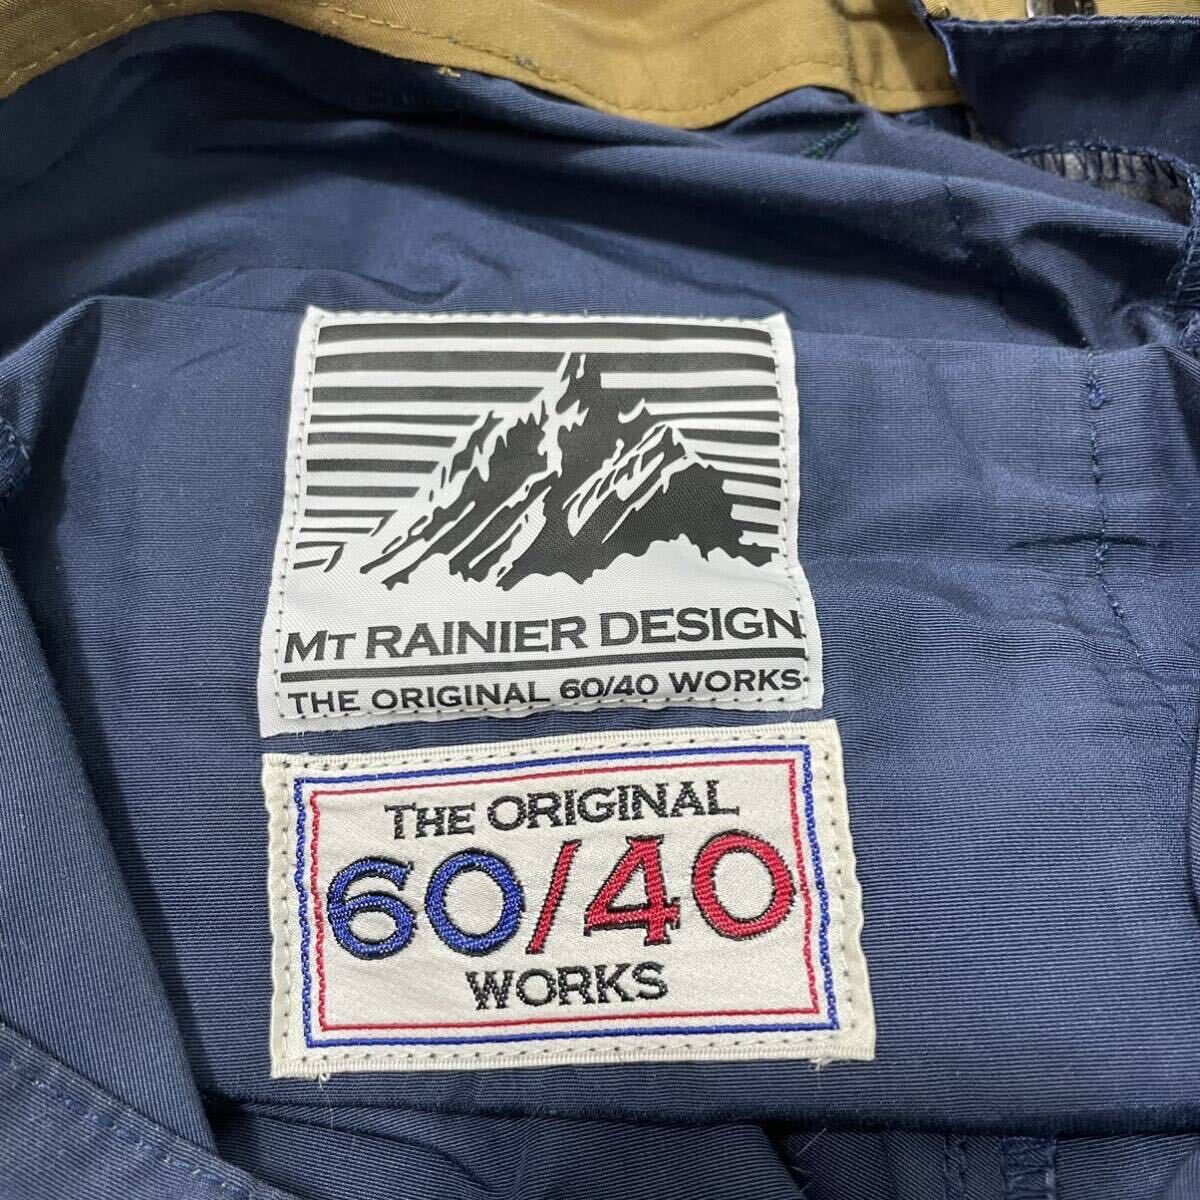 MT RAINIER DESIGN
THE ORIGINAL 60/40 WORKS
THE ORIGINAL
60/40
WORKS